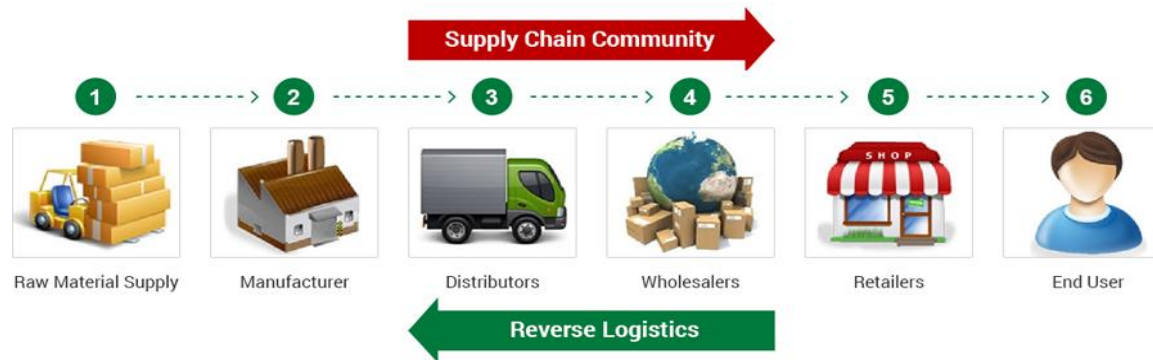 Supply Chain Community
1 2 3 4 5 6
SHOP
Raw Material Supply Manufacturer Distributors Wholesalers Retailers End User
Reverse Logistics